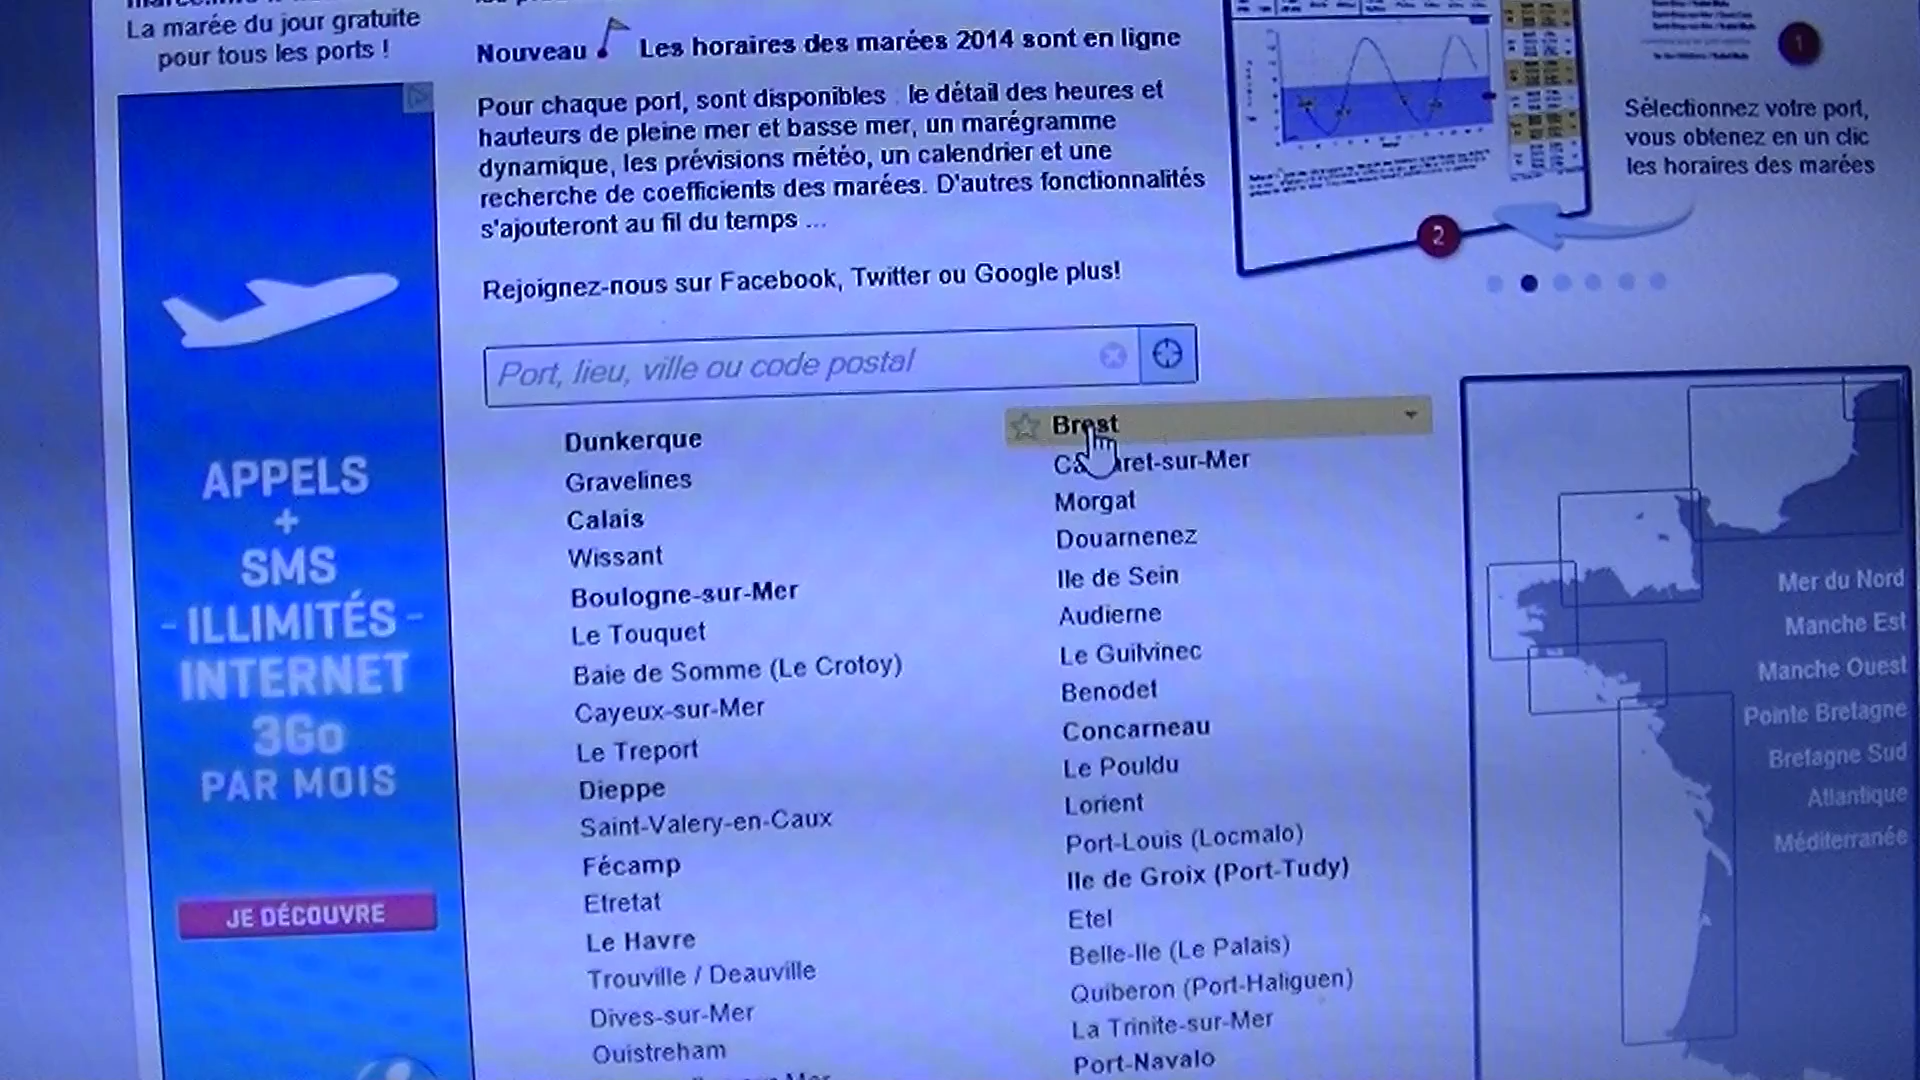 La marée du jour gratuite
pour tous les ports !
APPELS
+
SMS
- ILLIMITÉS -
INTERNET
3Go
PAR MOIS
JE DÉCOUVRE
Nouveau Les horaires des marées 2014 sont en ligne
Pour chaque port, sont disponibles : le détail des heures et
hauteurs de pleine mer et basse mer, un marégramme
dynamique, les prévisions météo, un calendrier et une
recherche de coefficients des marées. D'autres fonctionnalités
s'ajouteront au fil du temps ...
Rejoignez-nous sur Facebook, Twitter ou Google plus!
Port, lieu, ville ou code postal
Dunkerque
Gravelines
Calais
Wissant
Boulogne-sur-Mer
Le Touquet
Baie de Somme (Le Crotoy)
Cayeux-sur-Mer
Le Treport
Dieppe
Saint-Valery-en-Caux
Fécamp
Etretat
Le Havre
Trouville / Deauville
Dives-sur-Mer
Ouistreham
Brest
Camaret-sur-Mer
Morgat
Douarnenez
Ile de Sein
Audierne
Le Guilvinec
Benodet
Concarneau
Le Pouldu
Lorient
Port-Louis (Locmalo)
Ile de Groix (Port-Tudy)
Etel
Belle-Ile (Le Palais)
Quiberon (Port-Haliguen)
La Trinite-sur-Mer
Port-Navalo
1
Sélectionnez votre port,
vous obtenez en un clic
les horaires des marées
2
Mer du Nord
Manche Est
Manche Ouest
Pointe Bretagne
Bretagne Sud
Atlantique
Méditerranée